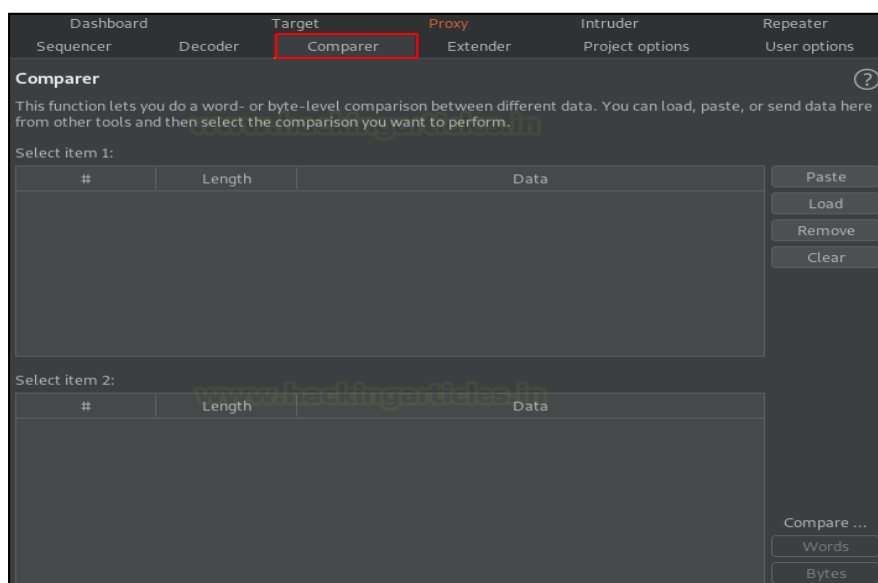 Dashboard Target Proxy Intruder Repeater
Sequencer Decoder Comparer Extender Project options User options
Comparer ?
This function lets you do a word- or byte-level comparison between different data. You can load, paste, or send data here
from other tools and then select the comparison you want to perform.
www.hackingarticles.in
Select item 1:
# Length Data
Paste
Load
Remove
Clear
Select item 2:
www.hackingarticles.in
# Length Data
Compare ...
Words
Bytes